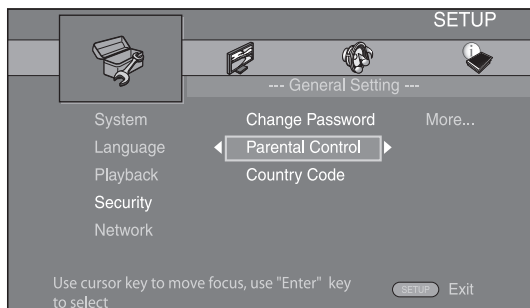 SETUP
--- General Setting ---
System Change Password More...
Language Parental Control
Playback Country Code
Security
Network
Use cursor key to move focus, use "Enter" key
to select
SETUP Exit